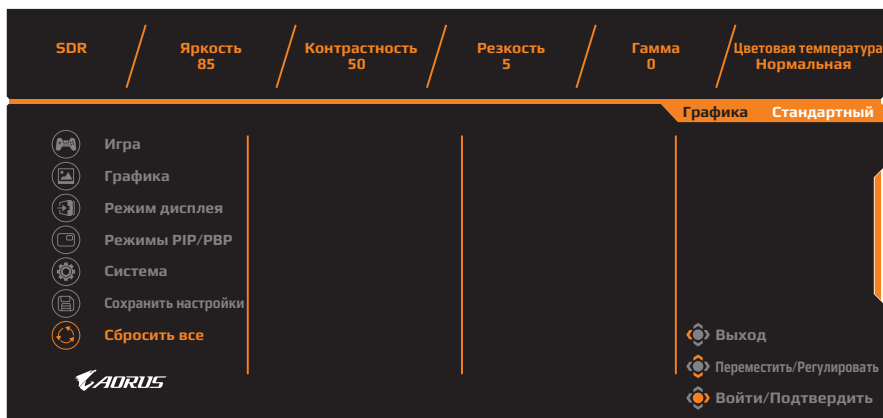 SDR
Яркость
85
Контрастность
50
Резкость
5
Гамма
0
Цветовая температура
Нормальная
Графика Стандартный
Игра
Графика
Режим дисплея
Режимы PIP/PBP
Система
Сохранить настройки
Сбросить все
AORUS
Выход
Переместить/Регулировать
Войти/Подтвердить